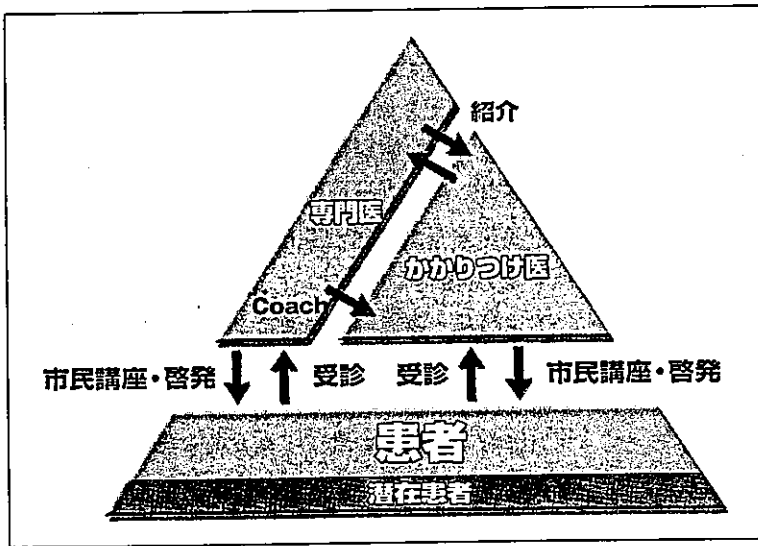 紹介
専門医
かかりつけ医
Coach
市民講座・啓発
受診
受診
市民講座・啓発
患者
潜在患者